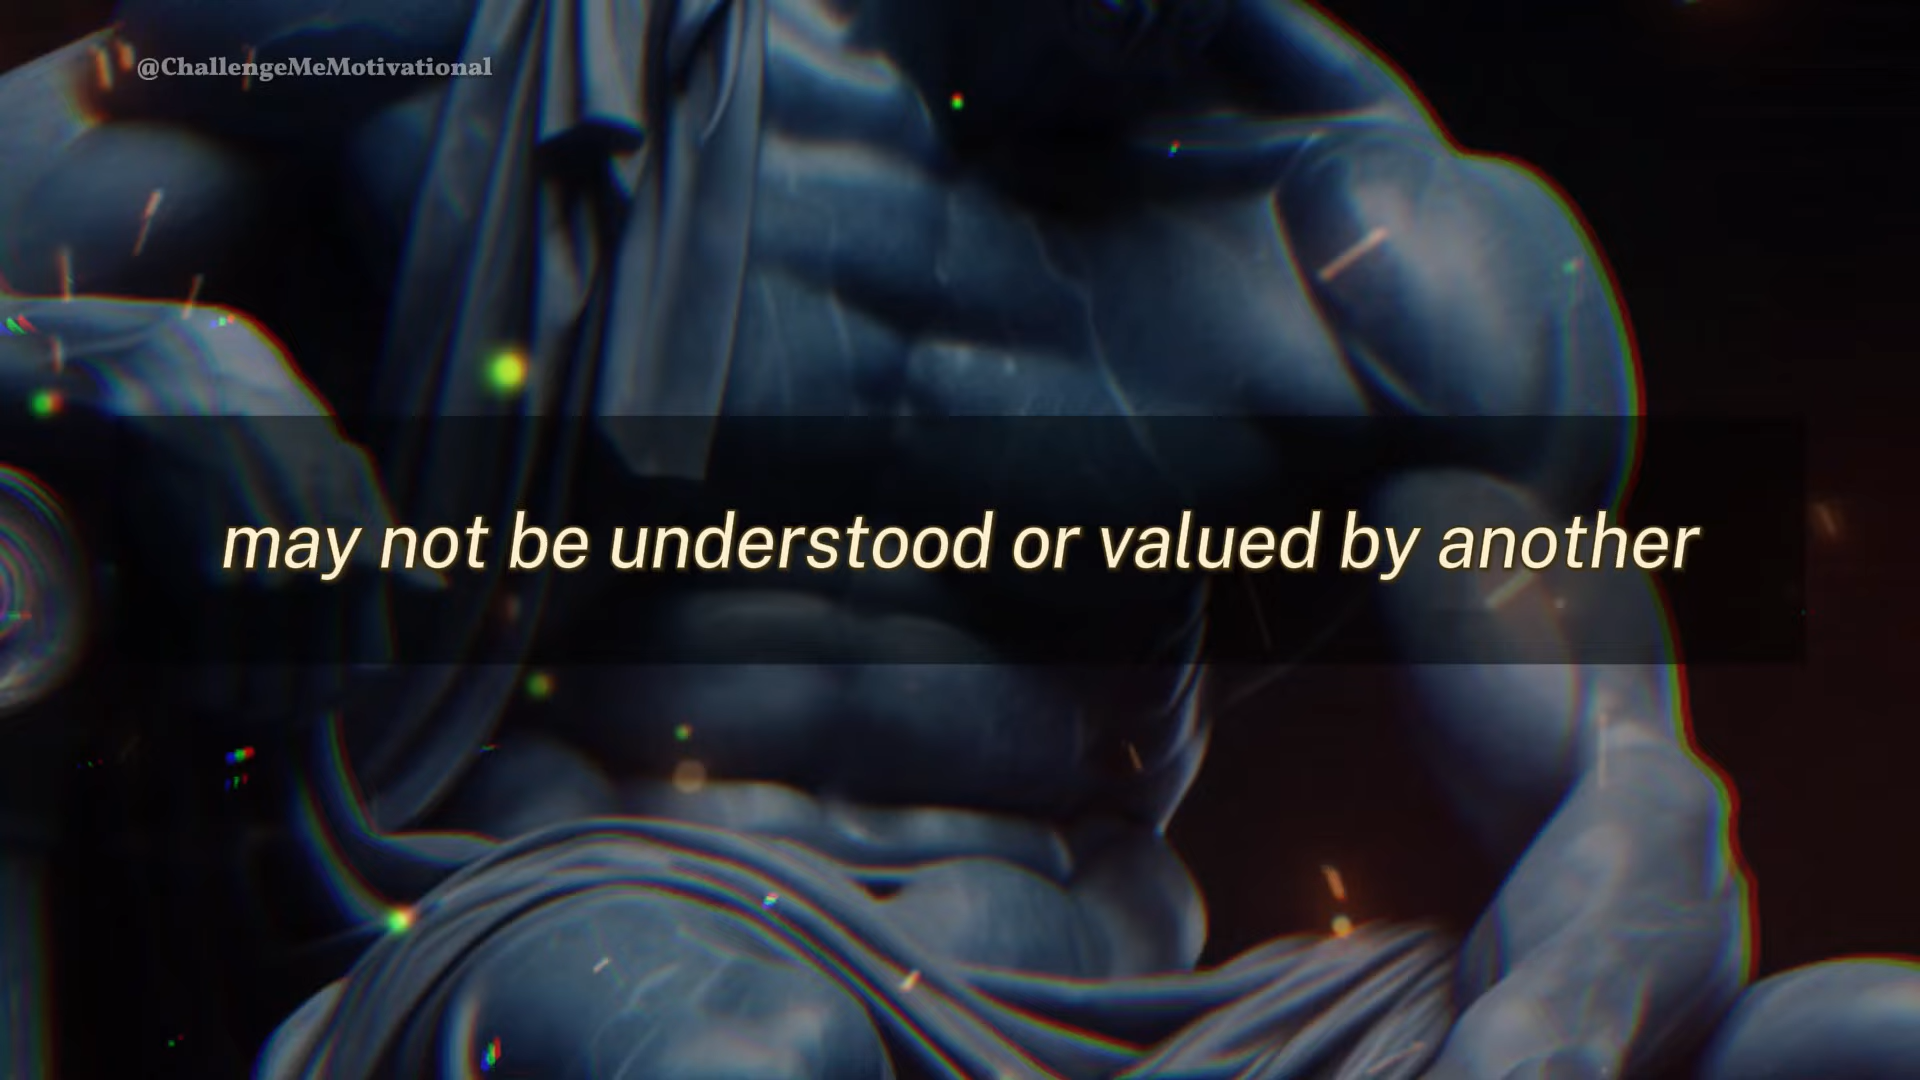 @ChallengeMeMotivational
may not be understood or valued by another